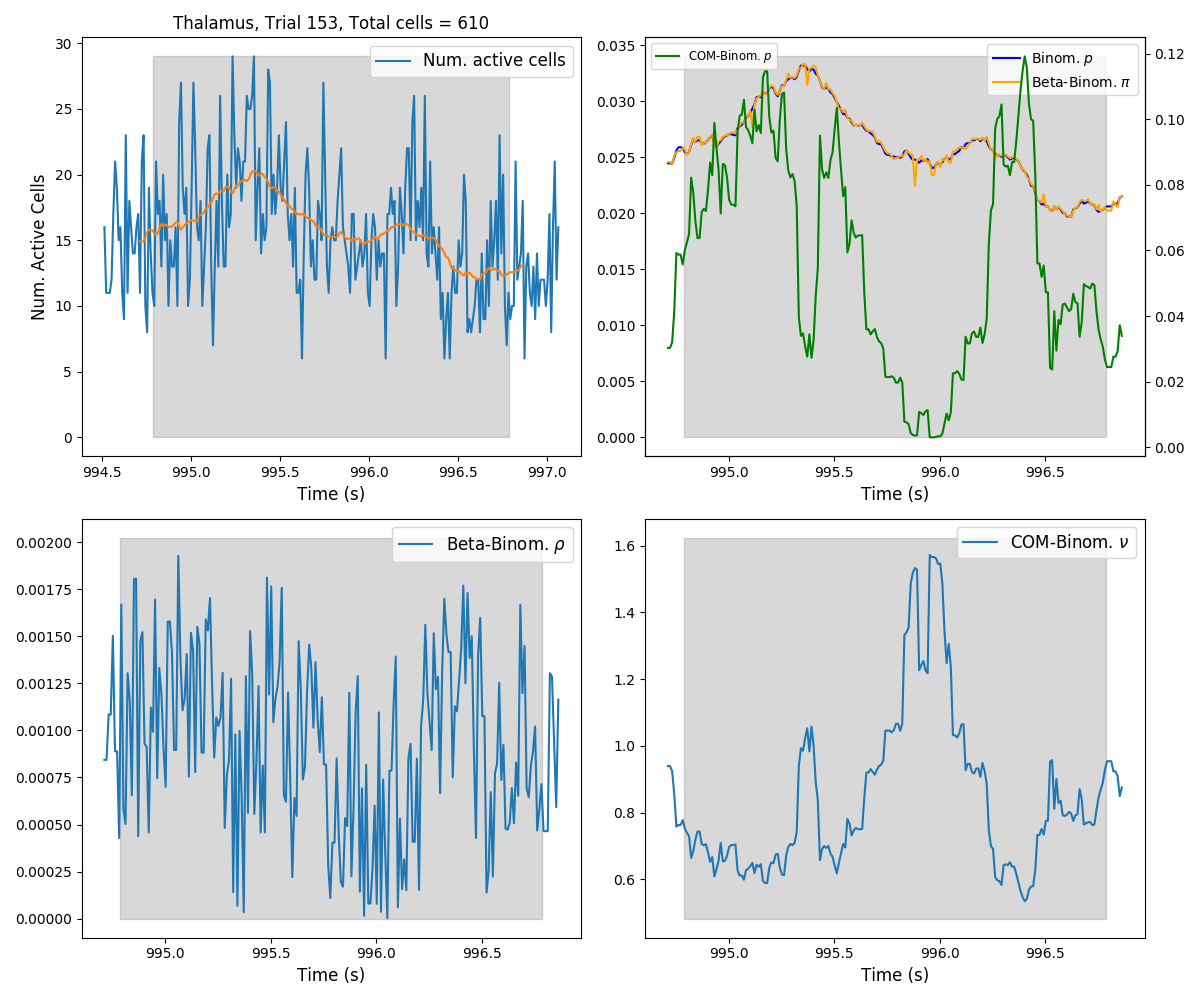 Thalamus, Trial 153, Total cells = 610
Num. active cells
Num. Active Cells
30
25
20
15
10
5
0
994.5 995.0 995.5 996.0 996.5 997.0
Time (s)
COM-Binom. p
Binom. p
Beta-Binom. π
0.035
0.030
0.025
0.020
0.015
0.010
0.005
0.000
0.12
0.10
0.08
0.06
0.04
0.02
0.00
995.0 995.5 996.0 996.5
Time (s)
Beta-Binom. ρ
0.00200
0.00175
0.00150
0.00125
0.00100
0.00075
0.00050
0.00025
0.00000
995.0 995.5 996.0 996.5
Time (s)
COM-Binom. ν
1.6
1.4
1.2
1.0
0.8
0.6
995.0 995.5 996.0 996.5
Time (s)